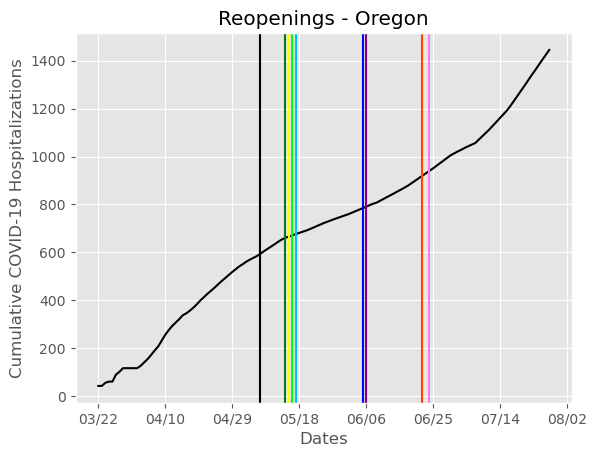 Reopenings - Oregon
Cumulative COVID-19 Hospitalizations
1400
1200
1000
800
600
400
200
0
03/22 04/10 04/29 05/18 06/06 06/25 07/14 08/02
Dates